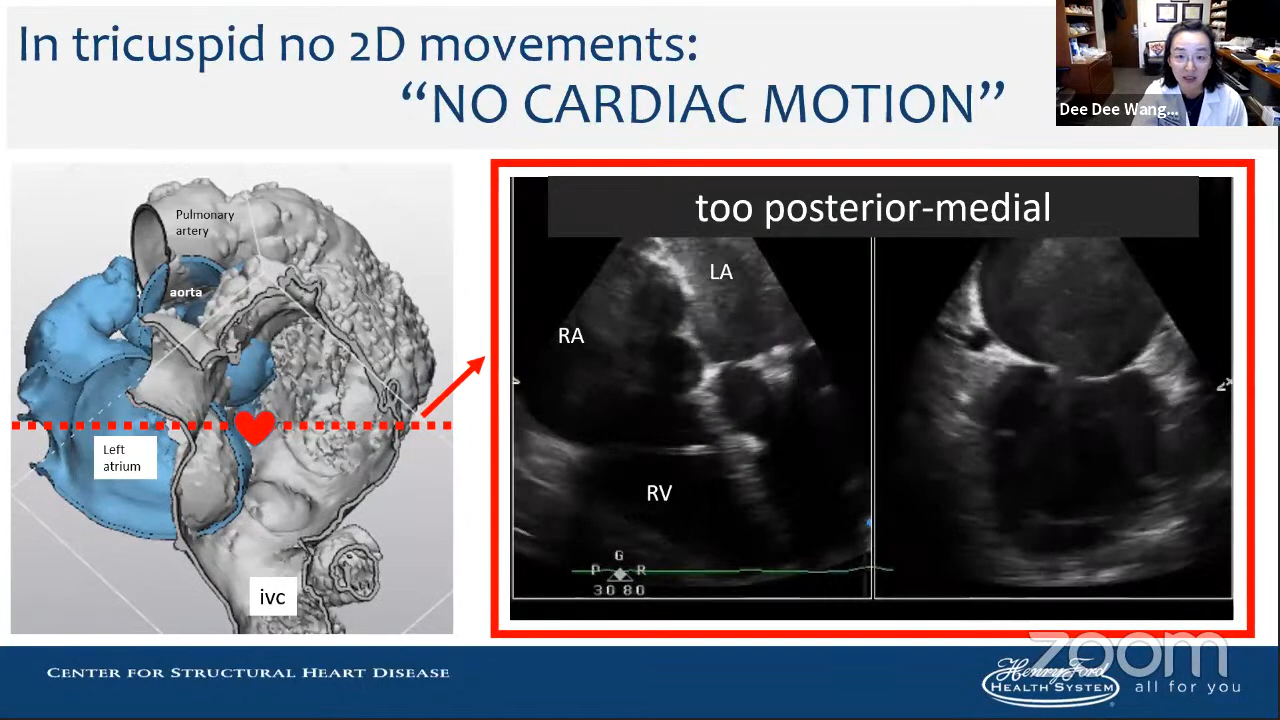 In tricuspid no 2D movements:
“NO CARDIAC MOTION”
Dee Dee Wang...
Pulmonary
artery
aorta
Left
atrium
ivc
too posterior-medial
LA
RA
RV
G
P R
30 80
CENTER FOR STRUCTURAL HEART DISEASE
zoom
Henry Ford
HEALTH SYSTEM
all for you